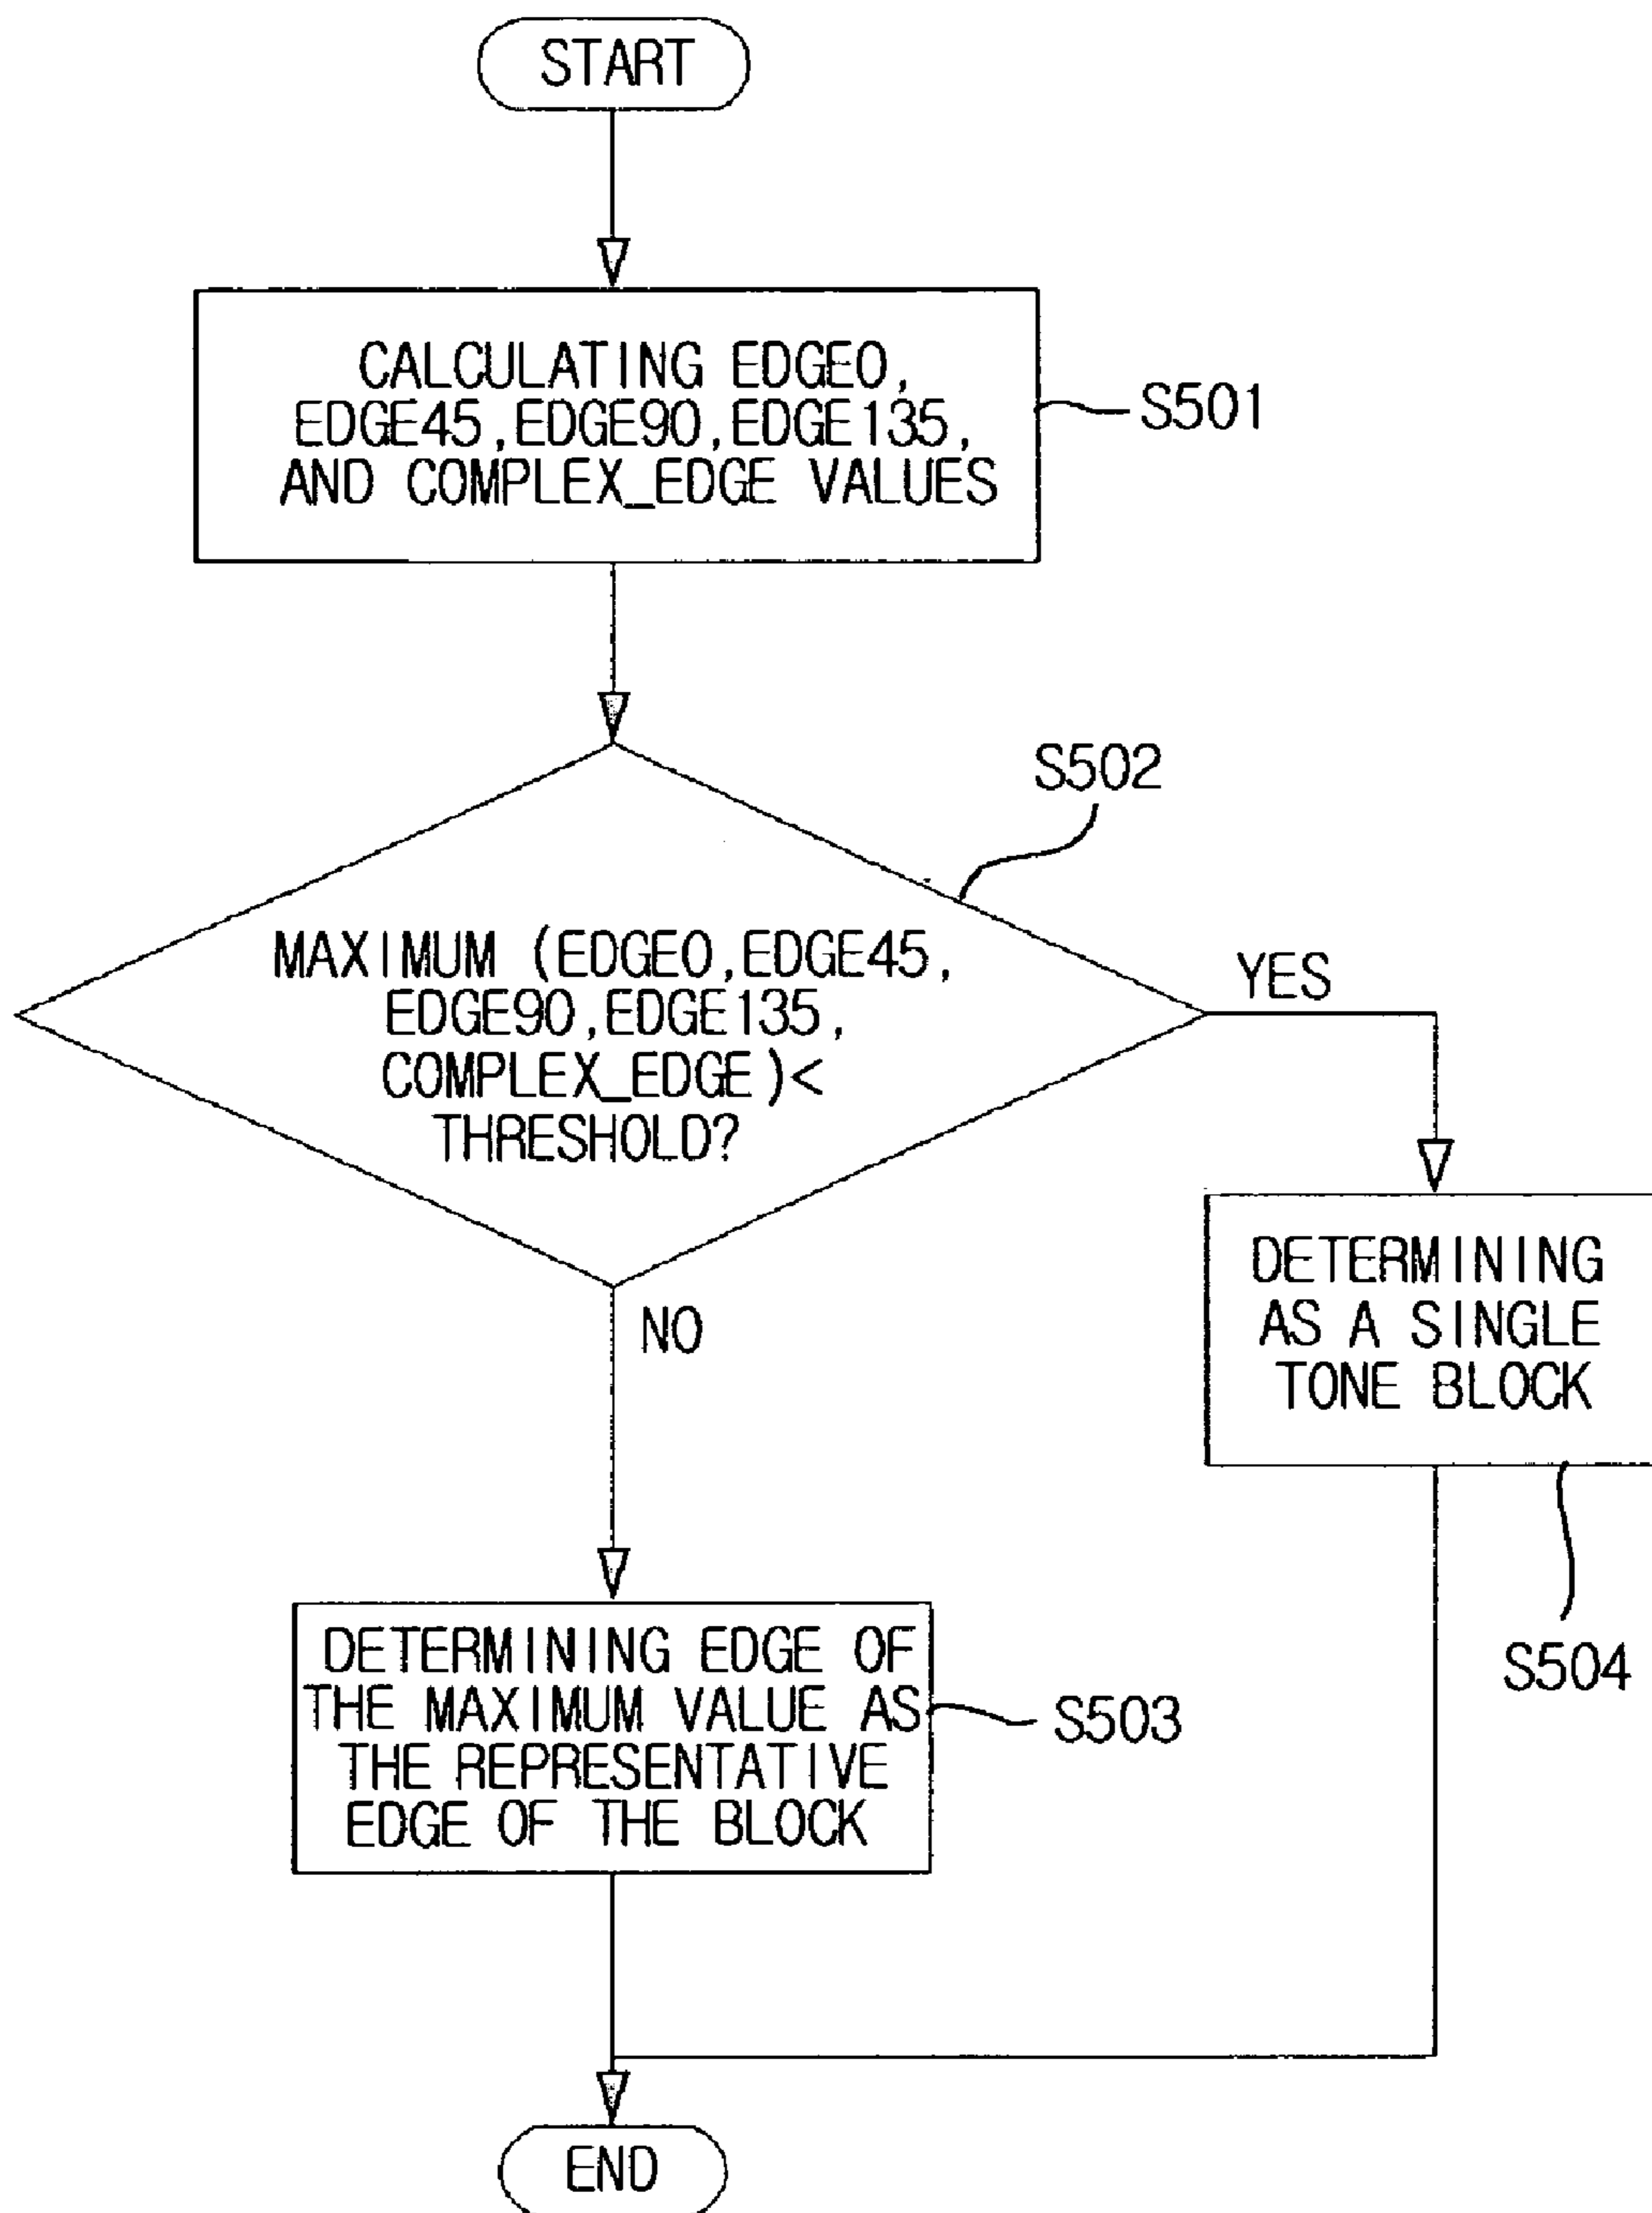 START
CALCULATING EDGE0,
EDGE45,EDGE90,EDGE135,
AND COMPLEX_EDGE VALUES
S501
S502
MAXIMUM (EDGE0,EDGE45,
EDGE90,EDGE135,
COMPLEX_EDGE)<
THRESHOLD?
YES
NO
DETERMINING
AS A SINGLE
TONE BLOCK
S504
DETERMINING EDGE OF
THE MAXIMUM VALUE AS
THE REPRESENTATIVE
EDGE OF THE BLOCK
S503
END